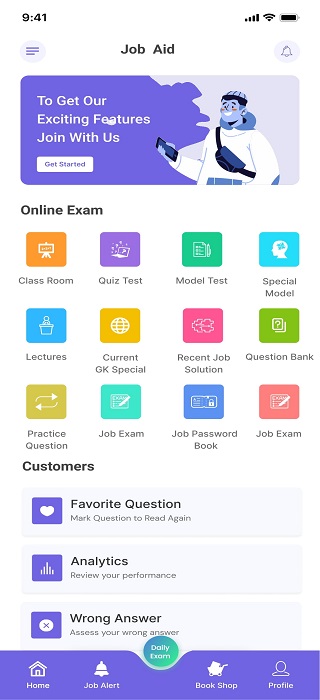 9:41
Job Aid
To Get Our
Exciting Features
Join With Us
Get Started
Online Exam
Class Room
Quiz Test
Model Test
Special
Model
Lectures
Current
GK Special
Recent Job
Solution
Question Bank
Practice
Question
Job Exam
Job Password
Book
Job Exam
Customers
Favorite Question
Mark Question to Read Again
Analytics
Review your performance
Wrong Answer
Assess your wrong answer
Daily
Exam
Home
Job Alert
Book Shop
Profile